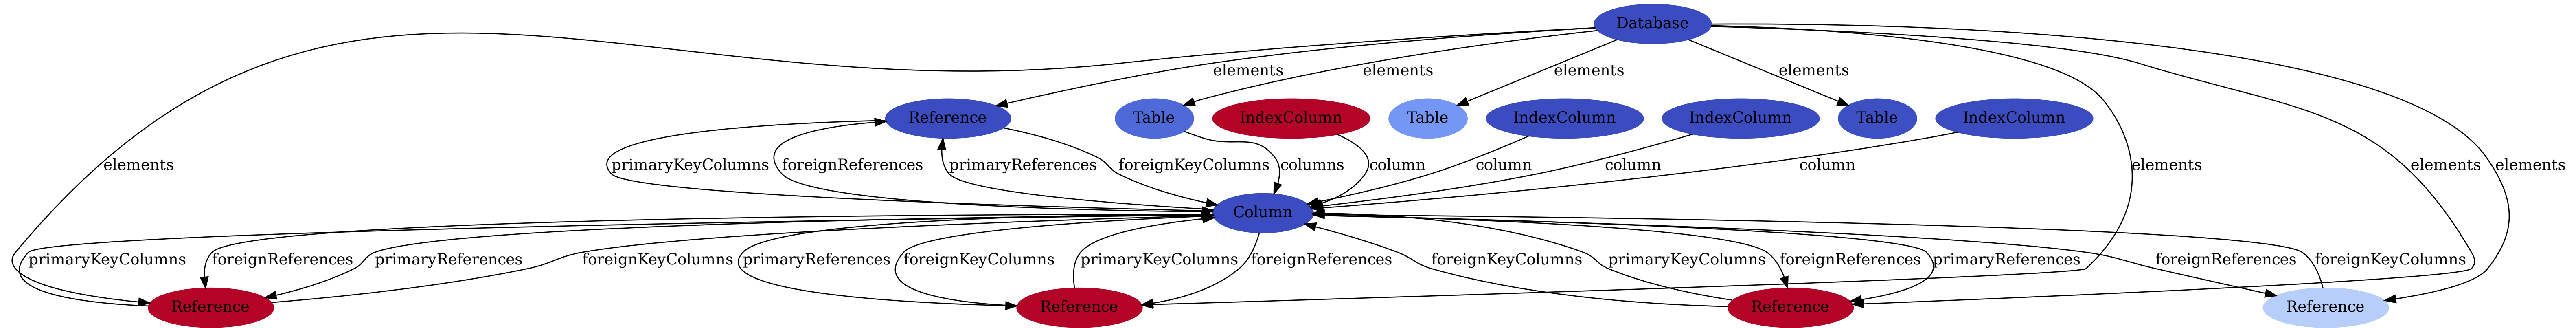 Database
elements
elements
elements
elements
Reference
Table
IndexColumn
Table
IndexColumn
IndexColumn
Table
IndexColumn
elements
primaryKeyColumns
foreignReferences
primaryReferences
foreignKeyColumns
columns
column
column
column
column
elements
elements
elements
Column
primaryKeyColumns
foreignReferences
primaryReferences
foreignKeyColumns
primaryReferences
foreignKeyColumns
primaryKeyColumns
foreignReferences
foreignKeyColumns
primaryKeyColumns
foreignReferences
primaryReferences
foreignReferences
foreignKeyColumns
Reference
Reference
Reference
Reference